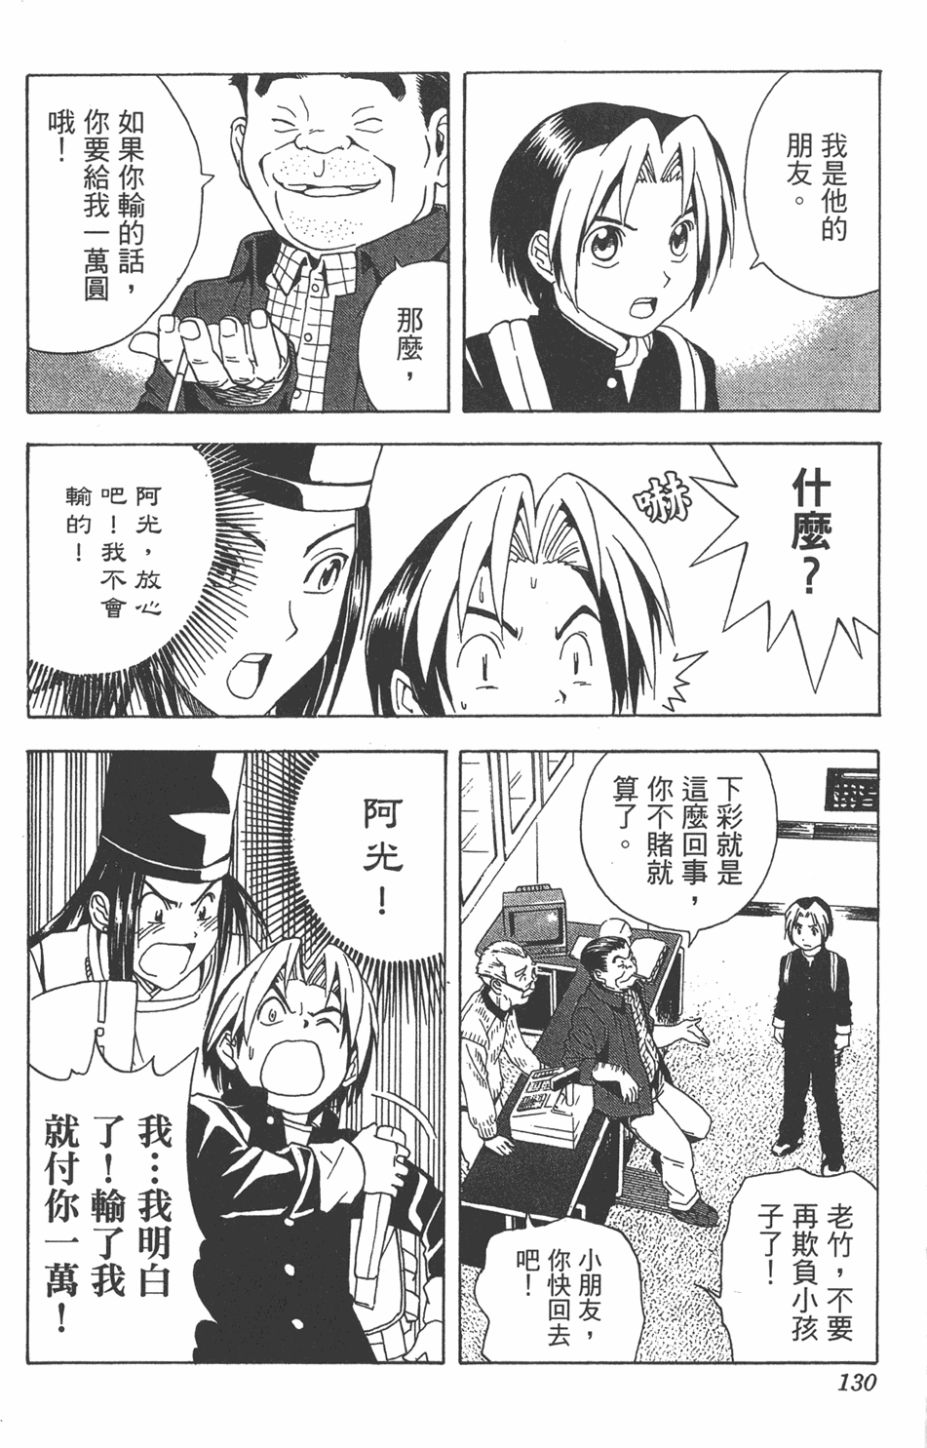 我是他的
朋友。
那麼，
如果你輸的話，
你要給我一萬圓
哦！
什麼？
嚇
阿光，放心
吧！我不會
輸的！
下彩就是
這麼回事，
你不賭就
算了。
老竹，不要
再欺負小孩
子了！
小朋友，
你快回去
吧！
阿光！
我…我明白
了！輸了我
就付你一萬！
130